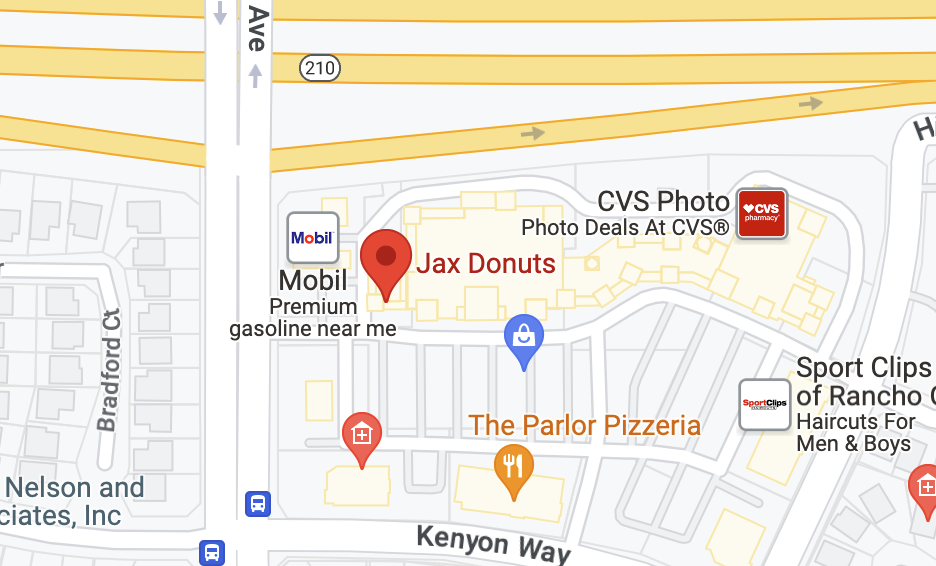 Ave
210
CVS Photo
Photo Deals At CVS®
CVS
pharmacy
Mobil
Jax Donuts
Mobil
Premium
gasoline near me
Bradford Ct
Sport Clips
of Rancho
Haircuts For
Men & Boys
SportClips
HAIRCUTS
The Parlor Pizzeria
Nelson and
ciates, Inc
Kenyon Way